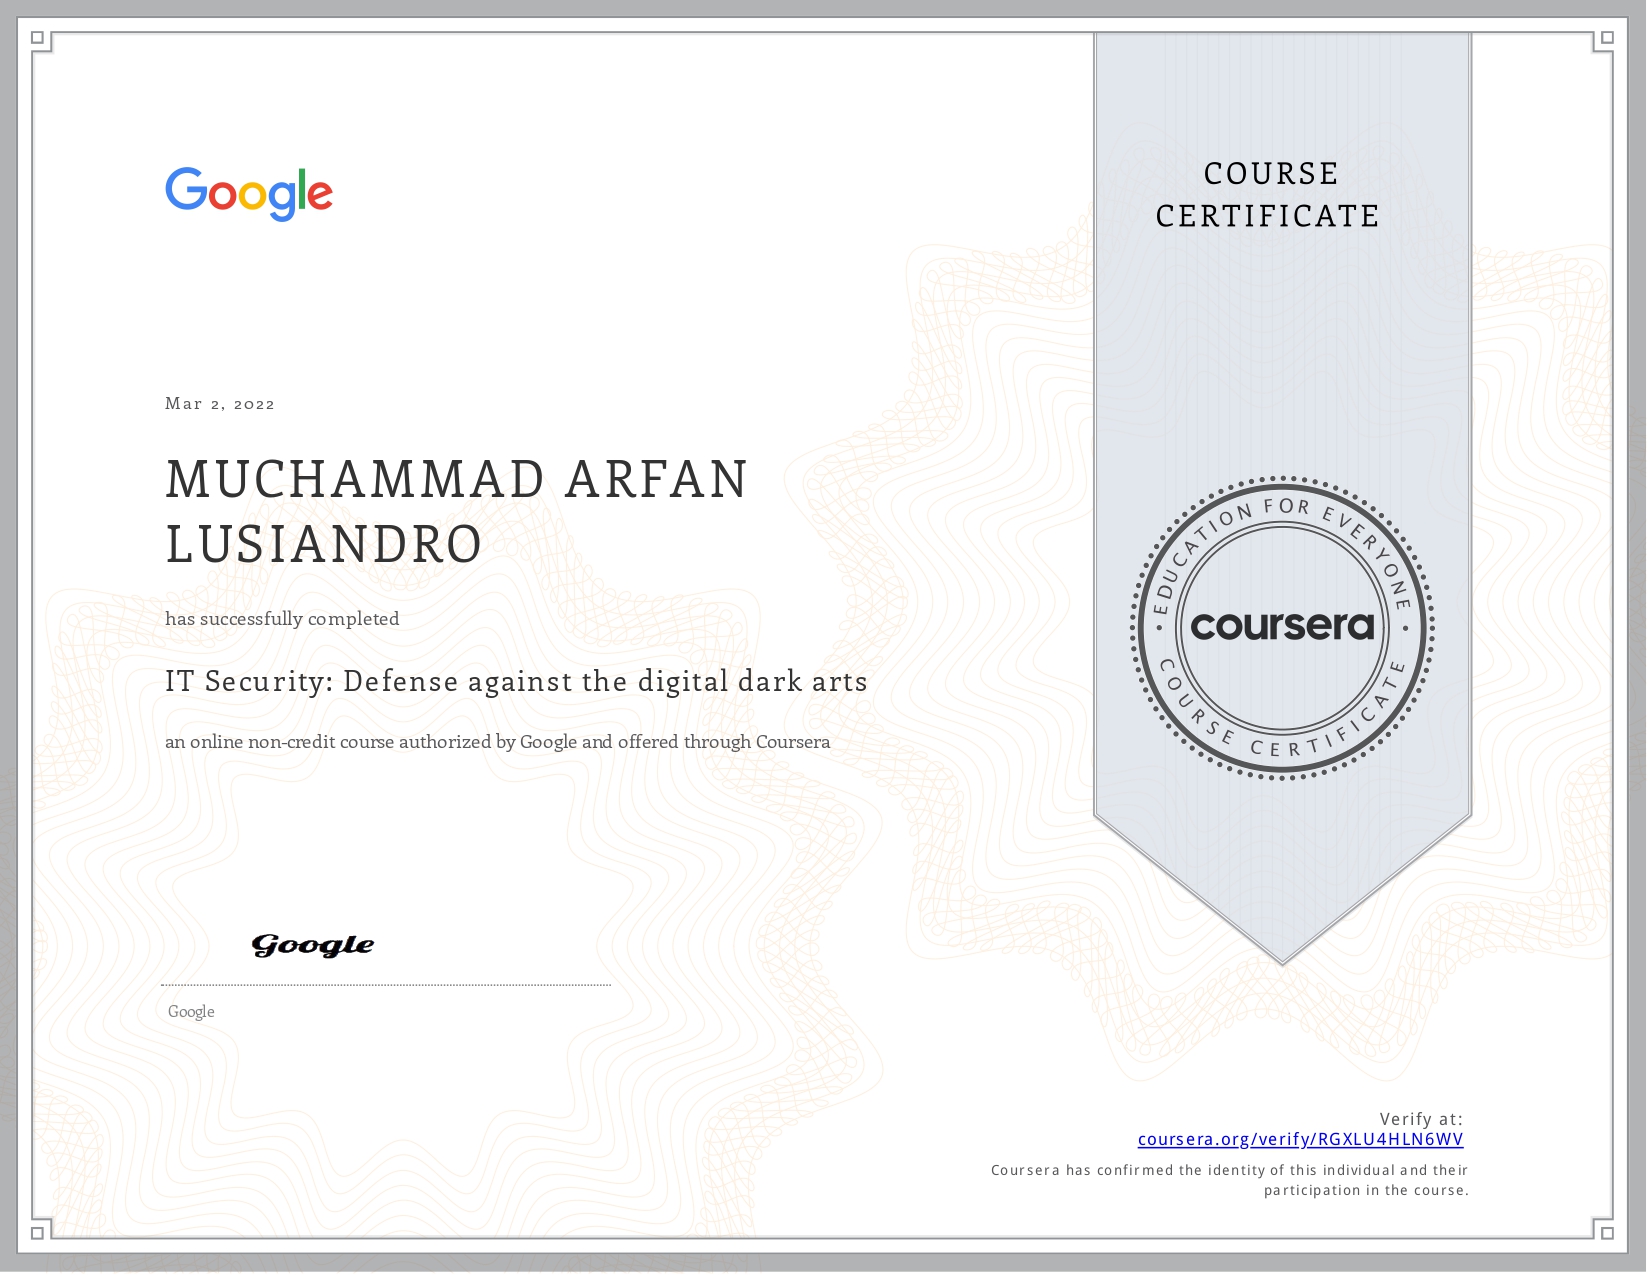 Google
COURSE
CERTIFICATE
Mar 2, 2022
MUCHAMMAD ARFAN
LUSIANDRO
has successfully completed
IT Security: Defense against the digital dark arts
an online non-credit course authorized by Google and offered through Coursera
EDUCATION FOR EVERYONE
coursera
COURSE CERTIFICATE
Google
Google
Verify at:
coursera.org/verify/RGXLU4HLN6WV
Coursera has confirmed the identity of this individual and their
participation in the course.